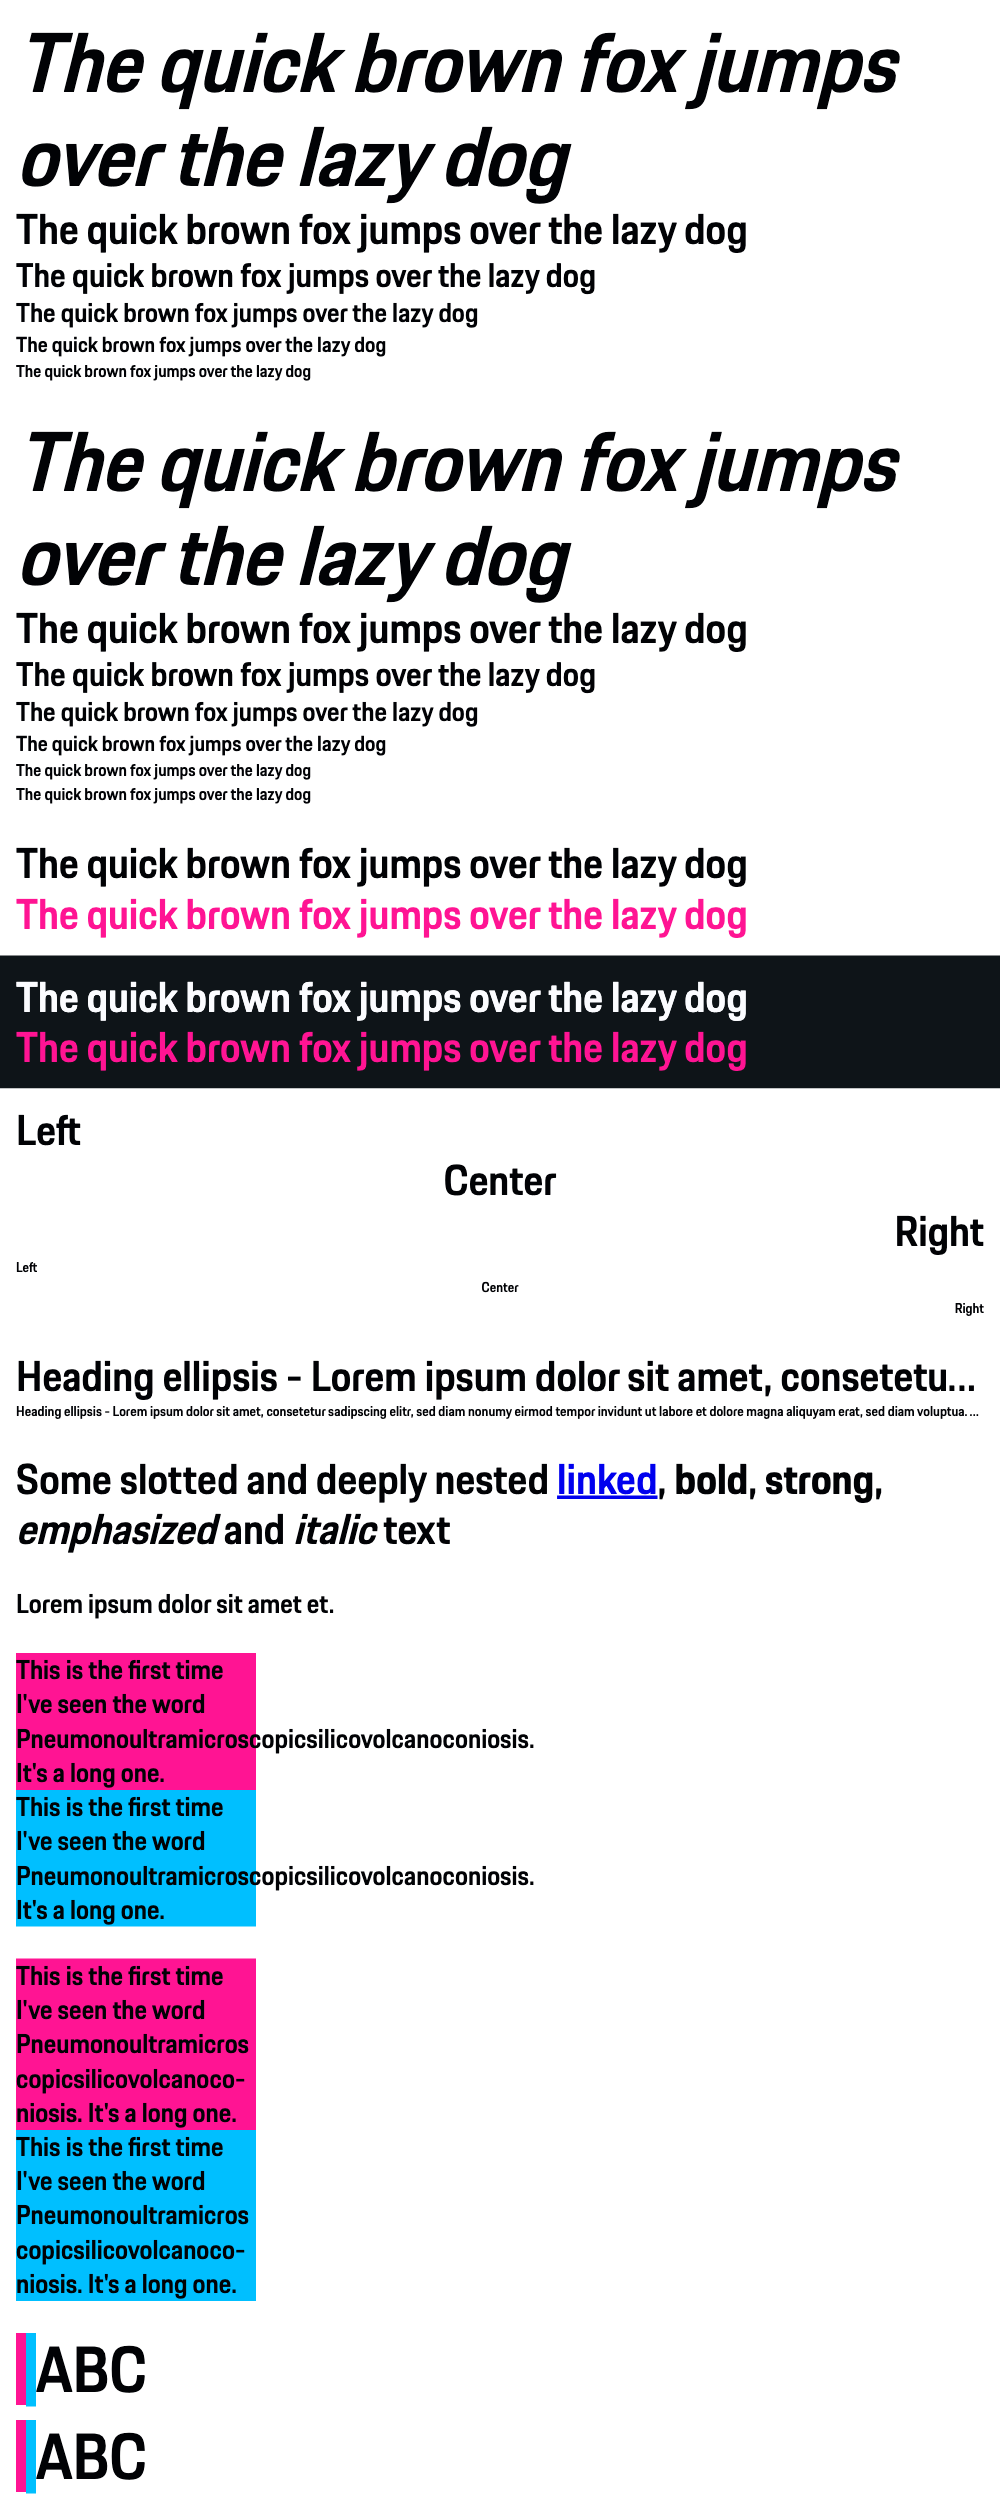 The quick brown fox jumps
over the lazy dog
The quick brown fox jumps over the lazy dog
The quick brown fox jumps over the lazy dog
The quick brown fox jumps over the lazy dog
The quick brown fox jumps over the lazy dog
The quick brown fox jumps over the lazy dog
The quick brown fox jumps
over the lazy dog
The quick brown fox jumps over the lazy dog
The quick brown fox jumps over the lazy dog
The quick brown fox jumps over the lazy dog
The quick brown fox jumps over the lazy dog
The quick brown fox jumps over the lazy dog
The quick brown fox jumps over the lazy dog
The quick brown fox jumps over the lazy dog
The quick brown fox jumps over the lazy dog
The quick brown fox jumps over the lazy dog
The quick brown fox jumps over the lazy dog
Left
Center
Right
Left
Center
Right
Heading ellipsis - Lorem ipsum dolor sit amet, consetetu...
Heading ellipsis - Lorem ipsum dolor sit amet, consetetur sadipscing elitr, sed diam nonumy eirmod tempor invidunt ut labore et dolore magna aliquyam erat, sed diam voluptua. ...
Some slotted and deeply nested linked, bold, strong,
emphasized and italic text
Lorem ipsum dolor sit amet et.
This is the first time
I've seen the word
Pneumonoultramicroscopicsilicovolcanoconiosis.
It's a long one.
This is the first time
I've seen the word
Pneumonoultramicroscopicsilicovolcanoconiosis.
It's a long one.
This is the first time
I've seen the word
Pneumonoultramicros
copicsilicovolcanoco-
niosis. It's a long one.
This is the first time
I've seen the word
Pneumonoultramicros
copicsilicovolcanoco-
niosis. It's a long one.
ABC
ABC